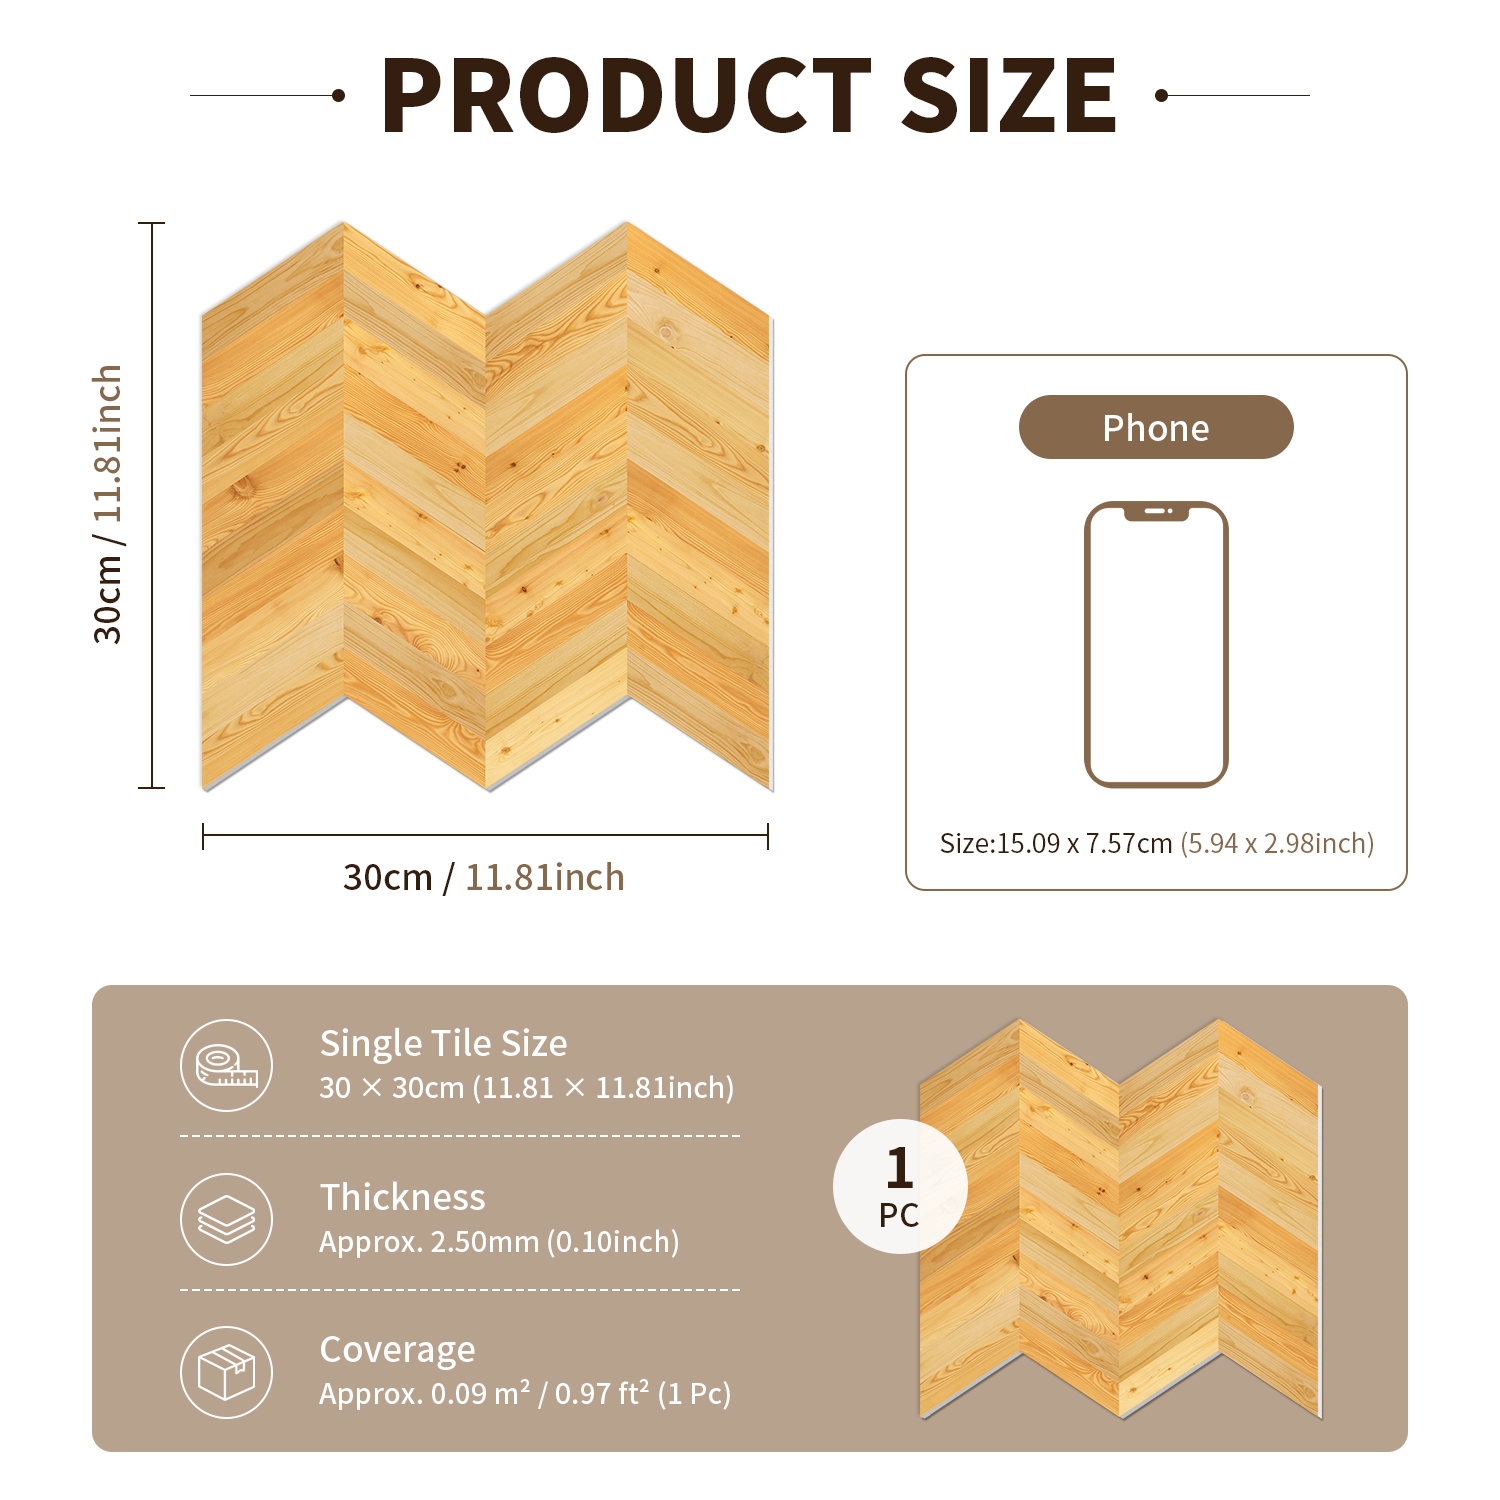 PRODUCT SIZE
30cm / 11.81inch
30cm / 11.81inch
Phone
Size:15.09 x 7.57cm (5.94 x 2.98inch)
Single Tile Size
30 × 30cm (11.81 × 11.81inch)
Thickness
Approx. 2.50mm (0.10inch)
Coverage
Approx. 0.09 m² / 0.97 ft² (1 Pc)
1
PC